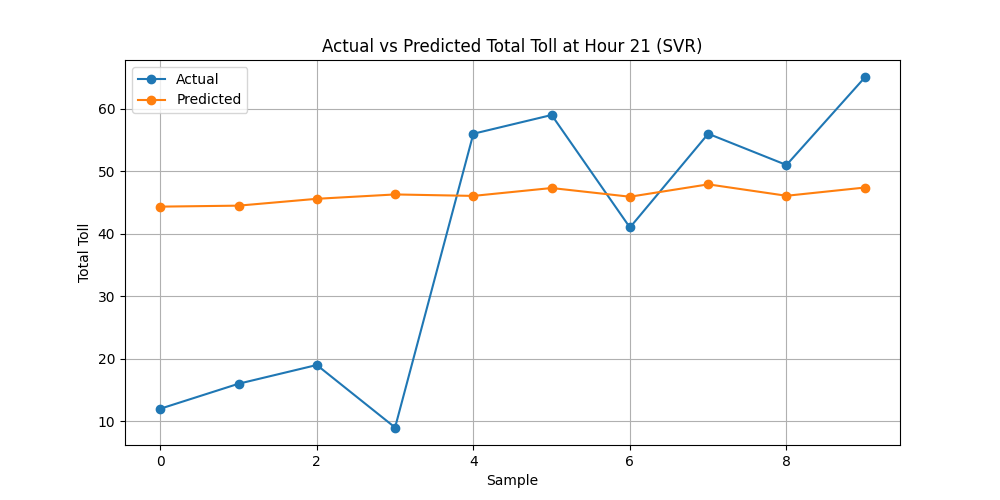 Actual vs Predicted Total Toll at Hour 21 (SVR)
Actual
Predicted
Total Toll
60
50
40
30
20
10
0 2 4 6 8
Sample